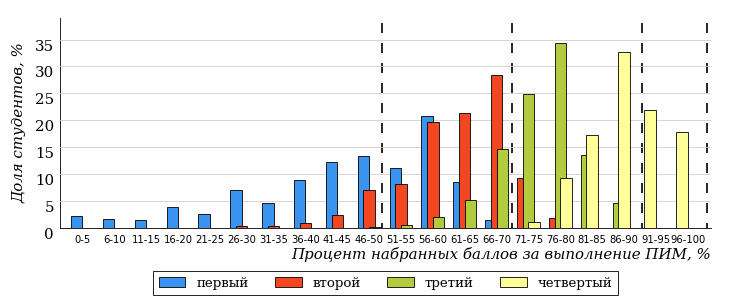 Доля студентов, %
35
30
25
20
15
10
5
0
0-5 6-10 11-15 16-20 21-25 26-30 31-35 36-40 41-45 46-50 51-55 56-60 61-65 66-70 71-75 76-80 81-85 86-90 91-95 96-100
Процент набранных баллов за выполнение ПИМ, %
первый второй третий четвертый